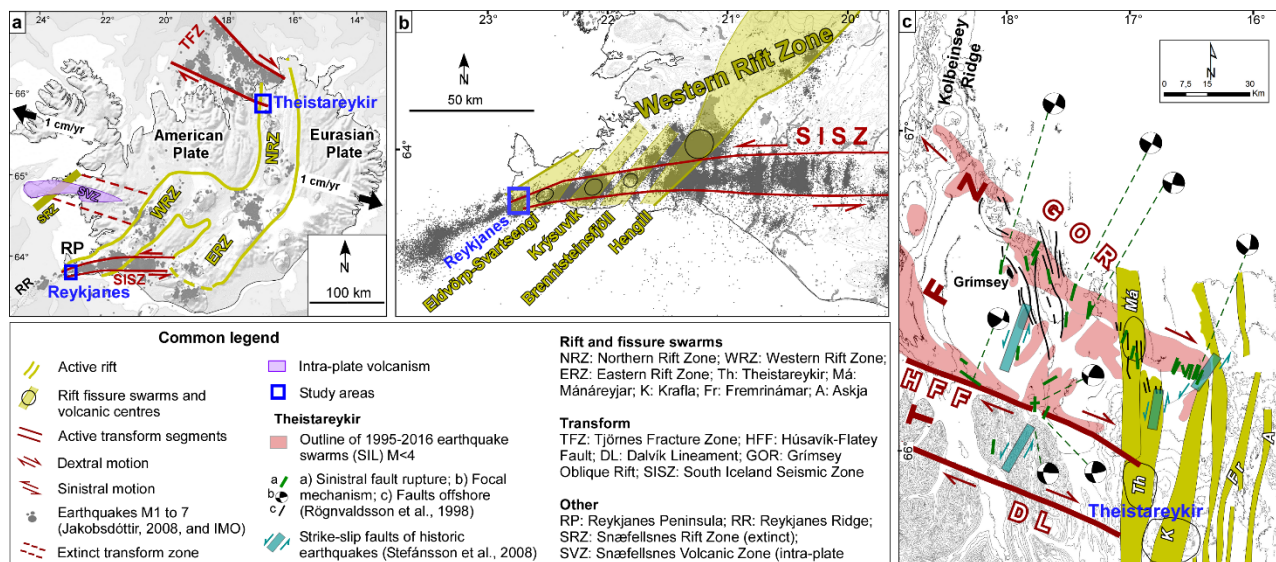 a
24
22
20
18
16
14
TFZ
N
66
Theistareykir
1 cm/yr
American
Plate
Eurasian
Plate
NRZ
65
SVZ
SRZ
WRZ
1 cm/yr
ERZ
RP
64
RR
SISZ
Reykjanes
N
100 km
b
23°
22°
21°
20°
N
50 km
Western Rift Zone
64°
SISZ
Reykjanes
Eldvörp-Svartsengi
Krýsuvík
Brennisteinsfjöll
Hengill
c
18°
17°
16°
Kolbeinsey
Ridge
N
0 7,5 15 30
Km
67°
GOR
Grímsey
TFZ
Má
HFF
66
Th
Fr
A
Theistareykir
DL
K
Common legend
Active rift
Rift fissure swarms and
volcanic centres
Active transform segments
Dextral motion
Sinistral motion
Earthquakes M1 to 7
(Jakobsdóttir, 2008, and IMO)
Extinct transform zone
Intra-plate volcanism
Study areas
Theistareykir
Outline of 1995-2016 earthquake
swarms (SIL) M<4
a
b
c
a) Sinistral fault rupture; b) Focal
mechanism; c) Faults offshore
(Rögnvaldsson et al., 1998)
Strike-slip faults of historic
earthquakes (Stefánsson et al., 2008)
Rift and fissure swarms
NRZ: Northern Rift Zone; WRZ: Western Rift Zone;
ERZ: Eastern Rift Zone; Th: Theistareykir; Má:
Mánáreyjar; K: Krafla; Fr: Fremrinámar; A: Askja
Transform
TFZ: Tjörnes Fracture Zone; HFF: Húsavík-Flatey
Fault; DL: Dalvík Lineament; GOR: Grímsey
Oblique Rift; SISZ: South Iceland Seismic Zone
Other
RP: Reykjanes Peninsula; RR: Reykjanes Ridge;
SRZ: Snæfellsnes Rift Zone (extinct);
SVZ: Snæfellsnes Volcanic Zone (intra-plate